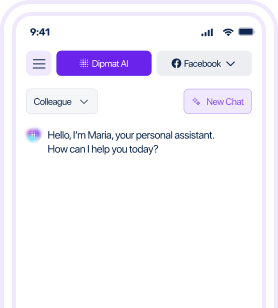 9:41
Dipmat AI
Facebook
Colleague
New Chat
Hello, I'm Maria, your personal assistant.
How can I help you today?